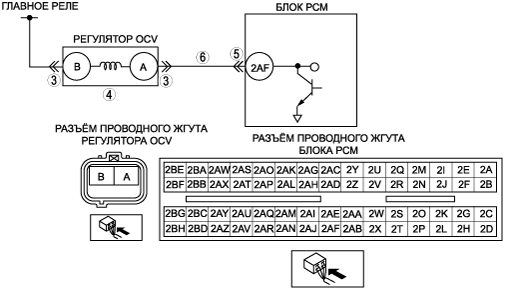 ГЛАВНОЕ РЕЛЕ
БЛОК PCM
РЕГУЛЯТОР OCV
B
A
2AF
3
4
3
6
5
РАЗЪЁМ ПРОВОДНОГО ЖГУТА
РЕГУЛЯТОРА OCV
B A
РАЗЪЁМ ПРОВОДНОГО ЖГУТА
БЛОКА PCM
2BE 2BA 2AW 2AS 2AO 2AK 2AG 2AC 2Y 2U 2Q 2M 2I 2E 2A
2BF 2BB 2AX 2AT 2AP 2AL 2AH 2AD 2Z 2V 2R 2N 2J 2F 2B
2BG 2BC 2AY 2AU 2AQ 2AM 2AI 2AE 2AA 2W 2S 2O 2K 2G 2C
2BH 2BD 2AZ 2AV 2AR 2AN 2AJ 2AF 2AB 2X 2T 2P 2L 2H 2D